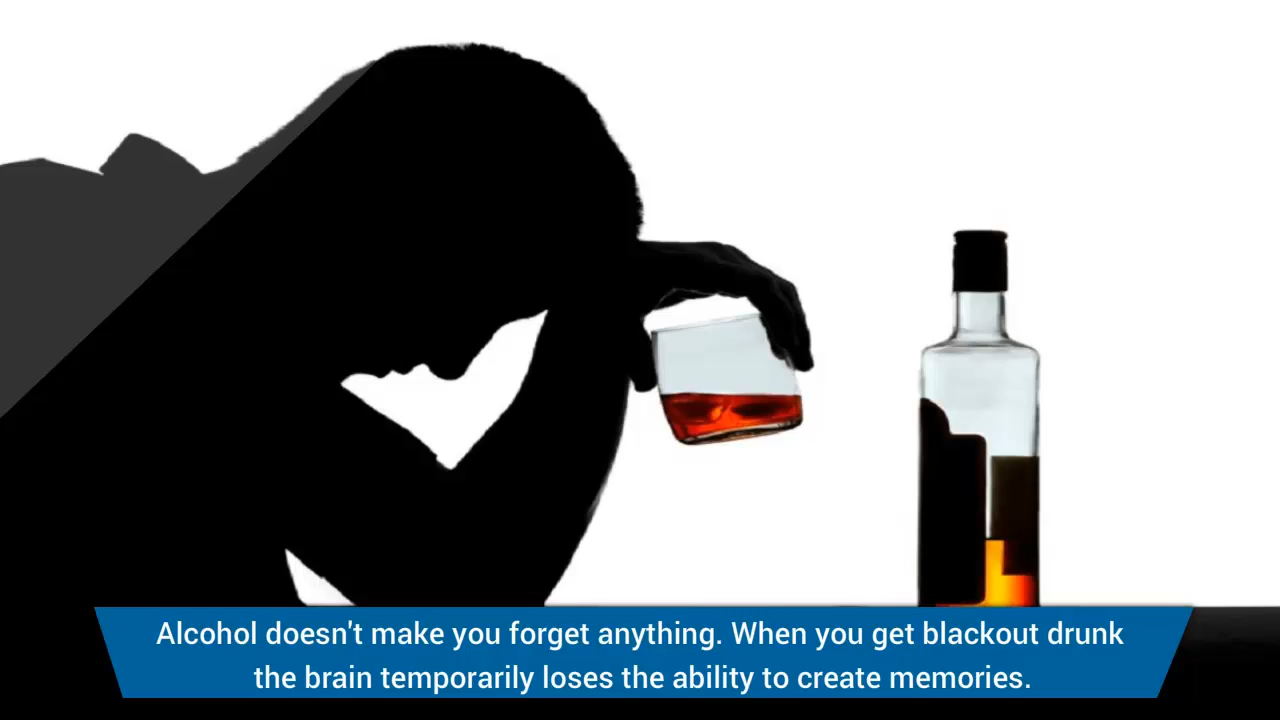 Alcohol doesn't make you forget anything. When you get blackout drunk
the brain temporarily loses the ability to create memories.